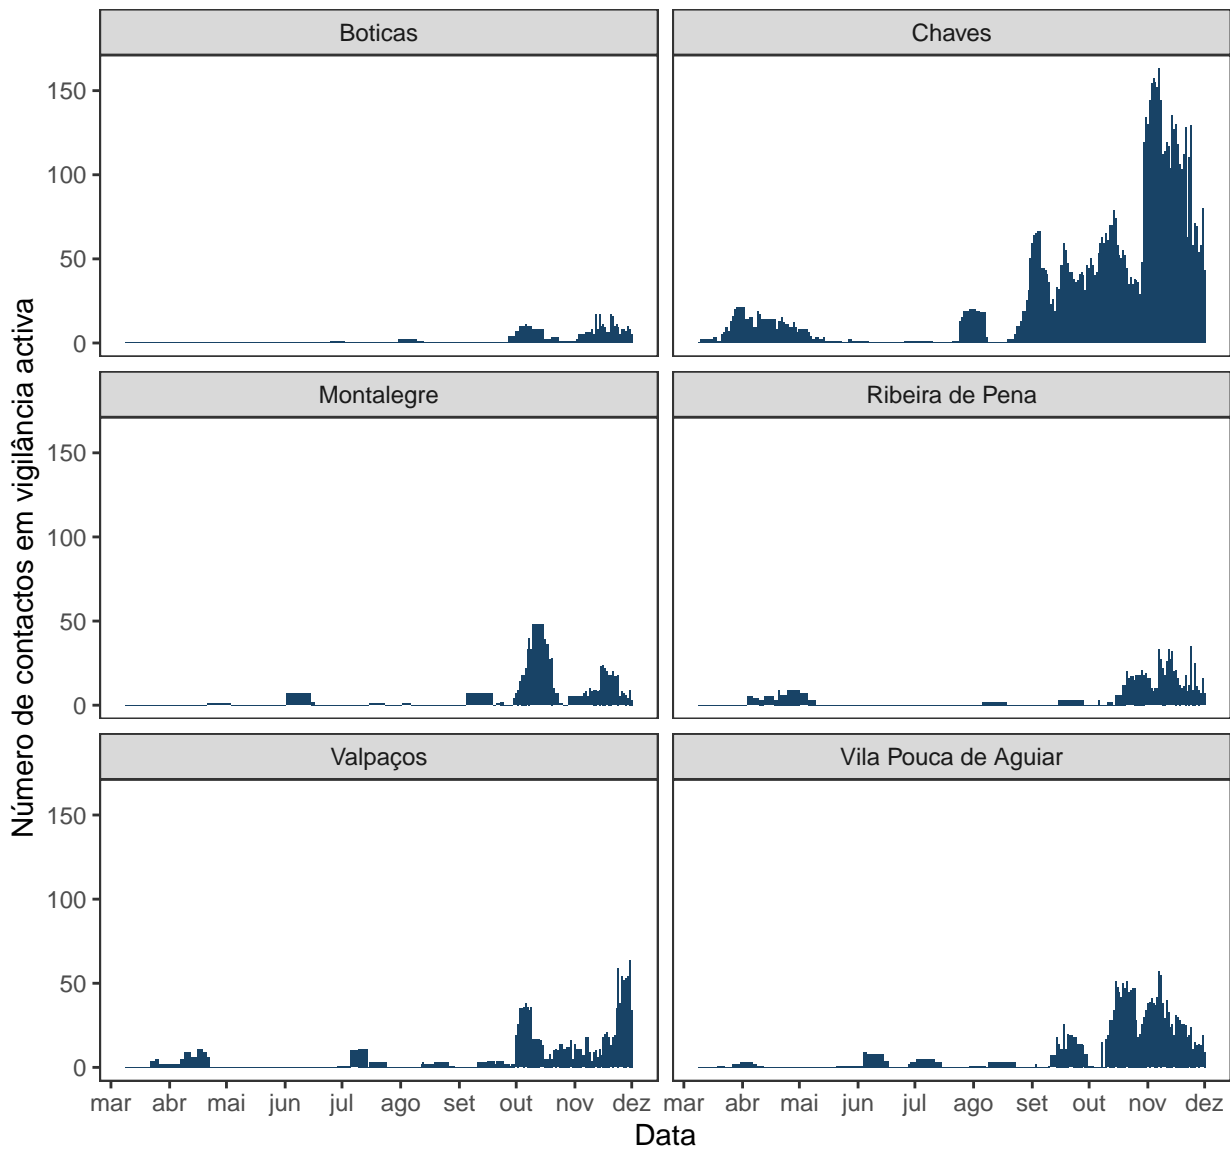 Boticas
Chaves
150
100
50
0
Montalegre
Ribeira de Pena
150
100
50
0
Valpaços
Vila Pouca de Aguiar
150
100
50
0
mar abr mai jun jul ago set out nov dez
mar abr mai jun jul ago set out nov dez
Data
Número de contactos em vigilância activa